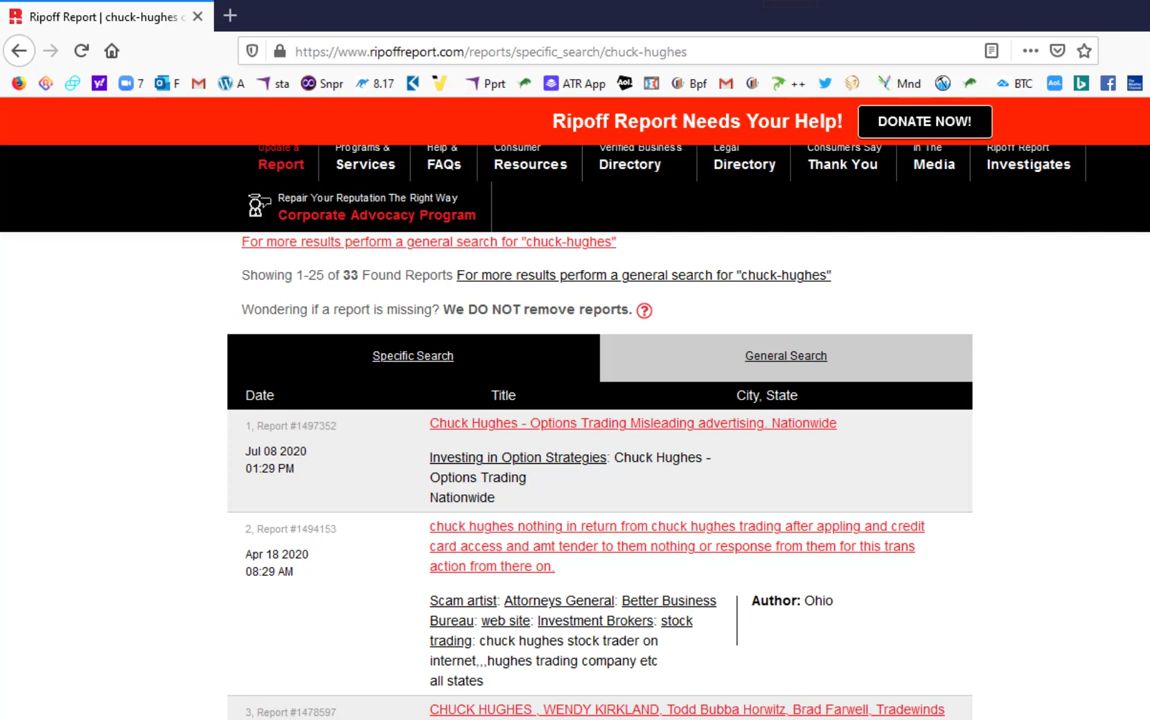 Ripoff Report | chuck-hughes c
https://www.ripoffreport.com/reports/specific_search/chuck-hughes
7 F A sta Snpr 8.17 Pprt ATR App Bpf Mnd ++ BTC
Ripoff Report Needs Your Help! DONATE NOW!
Update a Programs & Help & Consumer Verified Business's Legal Consumers Say In The Ripoff Report
Report Services FAQs Resources Directory Directory Thank You Media Investigates
Repair Your Reputation The Right Way
Corporate Advocacy Program
For more results perform a general search for "chuck-hughes"
Showing 1-25 of 33 Found Reports For more results perform a general search for "chuck-hughes"
Wondering if a report is missing? We DO NOT remove reports. ?
Specific Search General Search
Date Title City, State
1, Report #1497352 Chuck Hughes - Options Trading Misleading advertising. Nationwide
Jul 08 2020
01:29 PM
Investing in Option Strategies: Chuck Hughes -
Options Trading
Nationwide
2, Report #1494153
Apr 18 2020
08:29 AM
chuck hughes nothing in return from chuck hughes trading after appling and credit
card access and amt tender to them nothing or response from them for this trans
action from there on.
Scam artist: Attorneys General: Better Business
Bureau: web site: Investment Brokers: stock
trading: chuck hughes stock trader on
internet,,,hughes trading company etc
all states
Author: Ohio
3, Report #1478597 CHUCK HUGHES , WENDY KIRKLAND, Todd Bubba Horwitz, Brad Farwell, Tradewinds